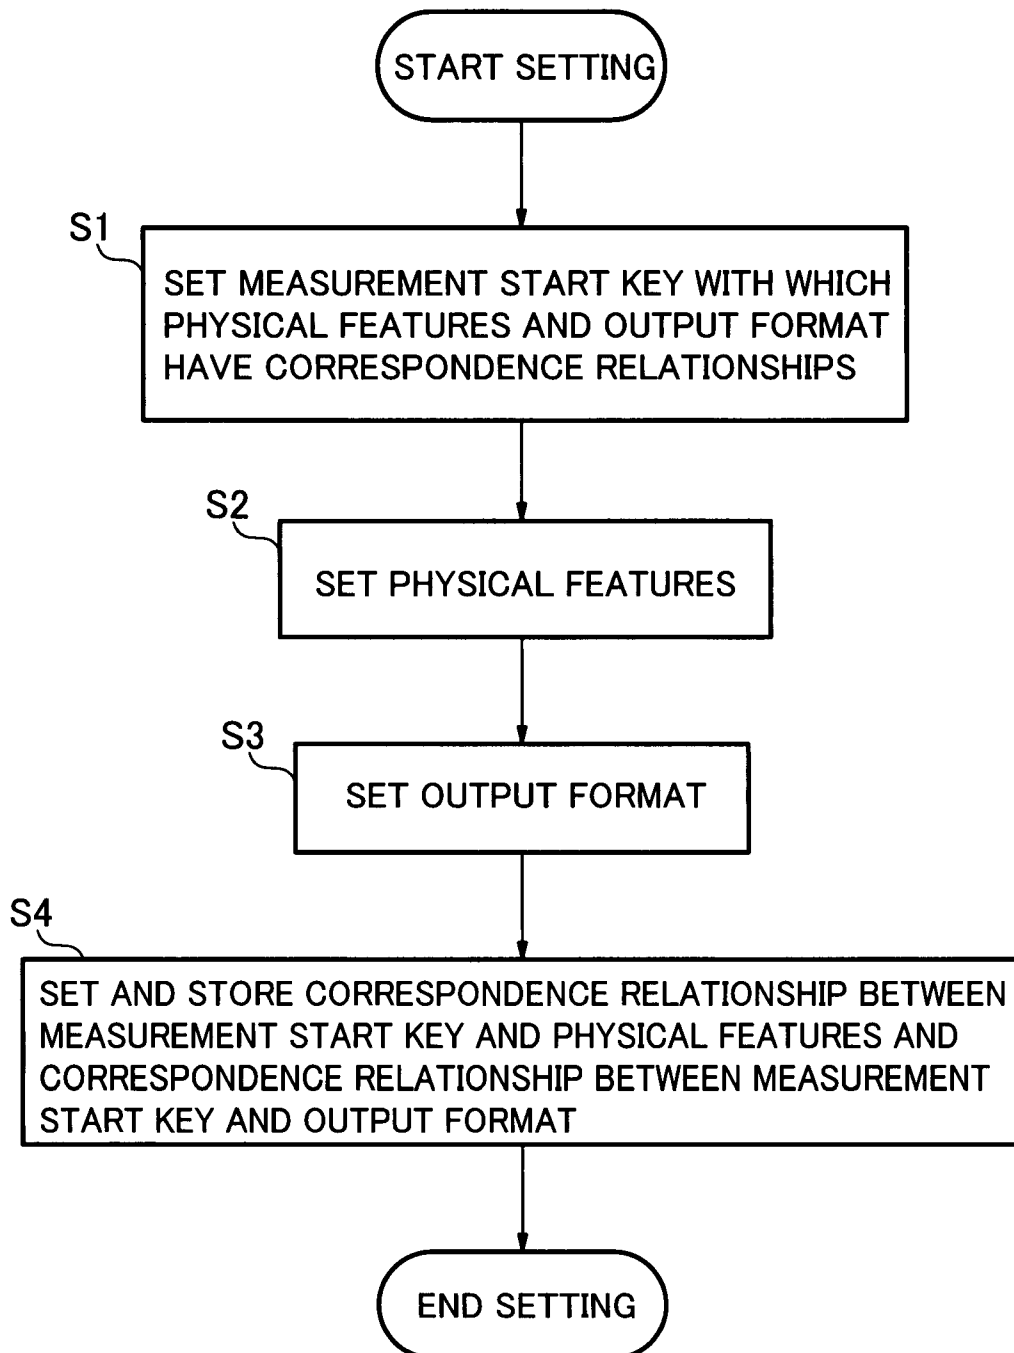 START SETTING
S1
SET MEASUREMENT START KEY WITH WHICH
PHYSICAL FEATURES AND OUTPUT FORMAT
HAVE CORRESPONDENCE RELATIONSHIPS
S2
SET PHYSICAL FEATURES
S3
SET OUTPUT FORMAT
S4
SET AND STORE CORRESPONDENCE RELATIONSHIP BETWEEN
MEASUREMENT START KEY AND PHYSICAL FEATURES AND
CORRESPONDENCE RELATIONSHIP BETWEEN MEASUREMENT
START KEY AND OUTPUT FORMAT
END SETTING